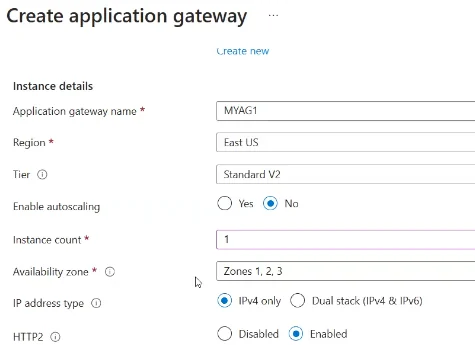 Create application gateway ...
Create new
Instance details
Application gateway name * MYAG1
Region * East US
Tier Standard V2
Enable autoscaling Yes No
Instance count * 1
Availability zone * Zones 1, 2, 3
IP address type IPv4 only Dual stack (IPv4 & IPv6)
HTTP2 Disabled Enabled